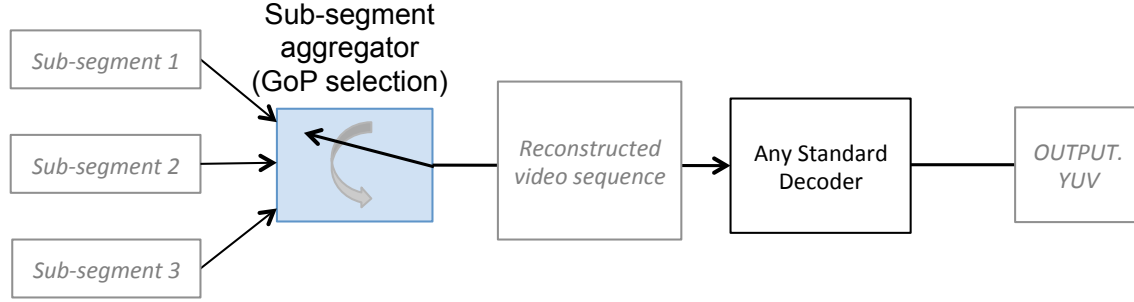 Sub-segment
aggregator
(GoP selection)
Sub-segment 1
Sub-segment 2
Sub-segment 3
Reconstructed
video sequence
Any Standard
Decoder
OUTPUT.
YUV